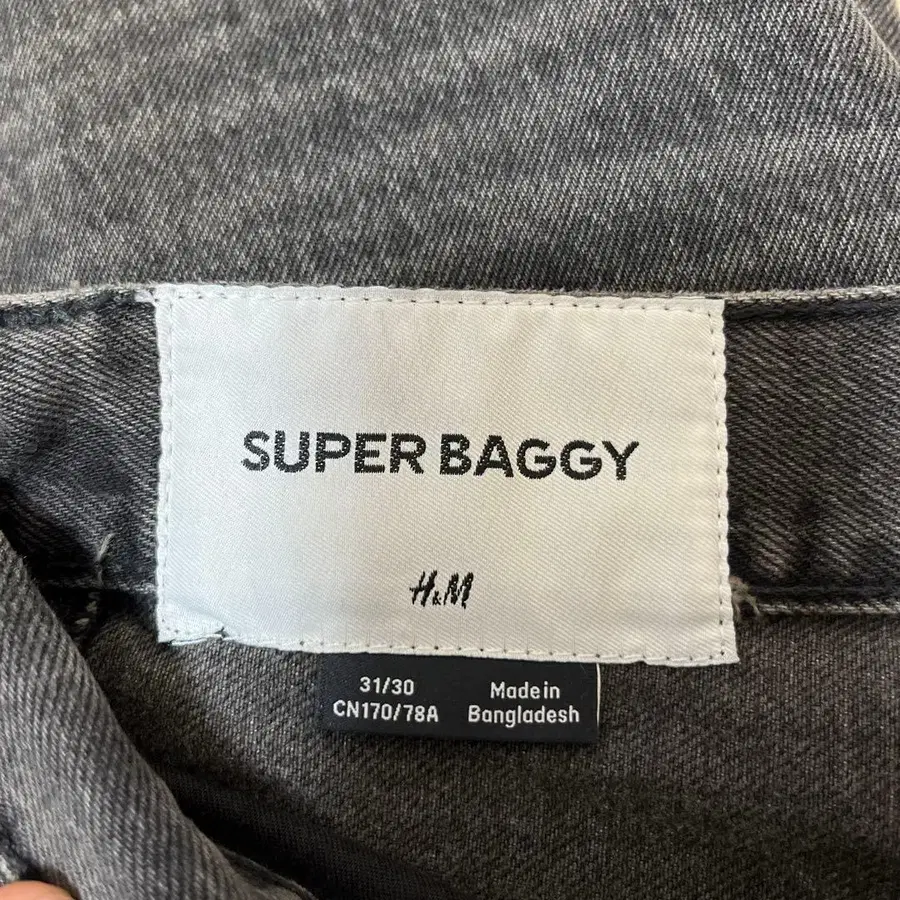 SUPER BAGGY
H&M
31/30
CN170/78A
Made in
Bangladesh